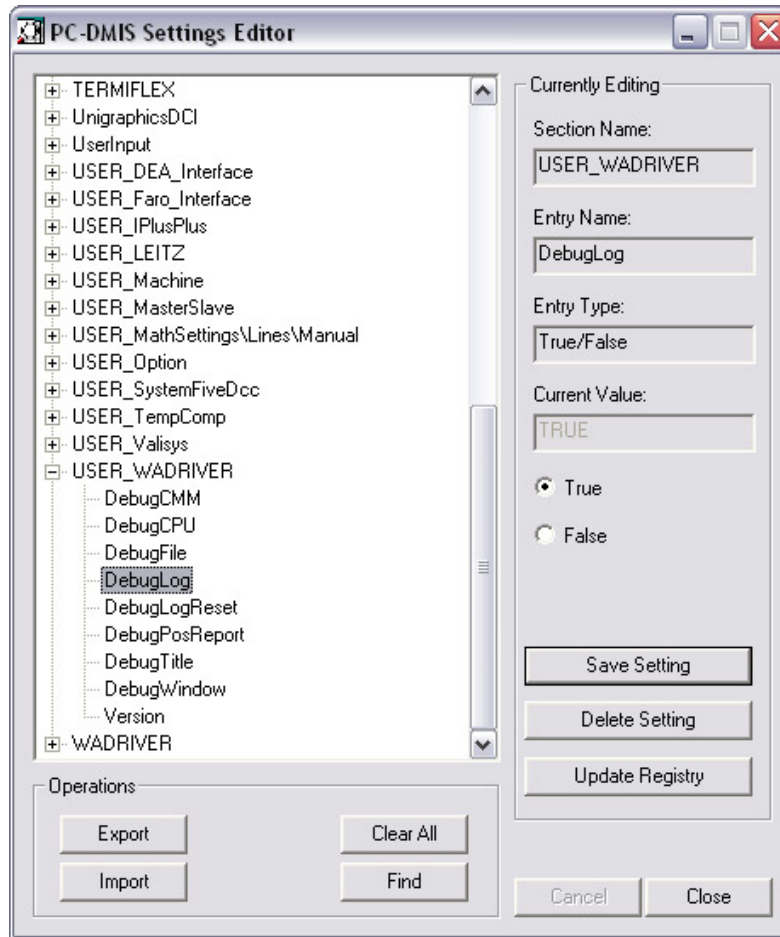 PC-DMIS Settings Editor
TERMIFLEX
UnigraphicsDCI
UserInput
USER_DEA_Interface
USER_Faro_Interface
USER_IPlusPlus
USER_LEITZ
USER_Machine
USER_MasterSlave
USER_MathSettings\Lines\Manual
USER_Option
USER_SystemFiveDcc
USER_TempComp
USER_Valisys
USER_WADRIVER
DebugCMM
DebugCPU
DebugFile
DebugLog
DebugLogReset
DebugPosReport
DebugTitle
DebugWindow
Version
WADRIVER
Operations
Export
Clear All
Import
Find
Currently Editing
Section Name:
USER_WADRIVER
Entry Name:
DebugLog
Entry Type:
True/False
Current Value:
TRUE
True
False
Save Setting
Delete Setting
Update Registry
Cancel
Close